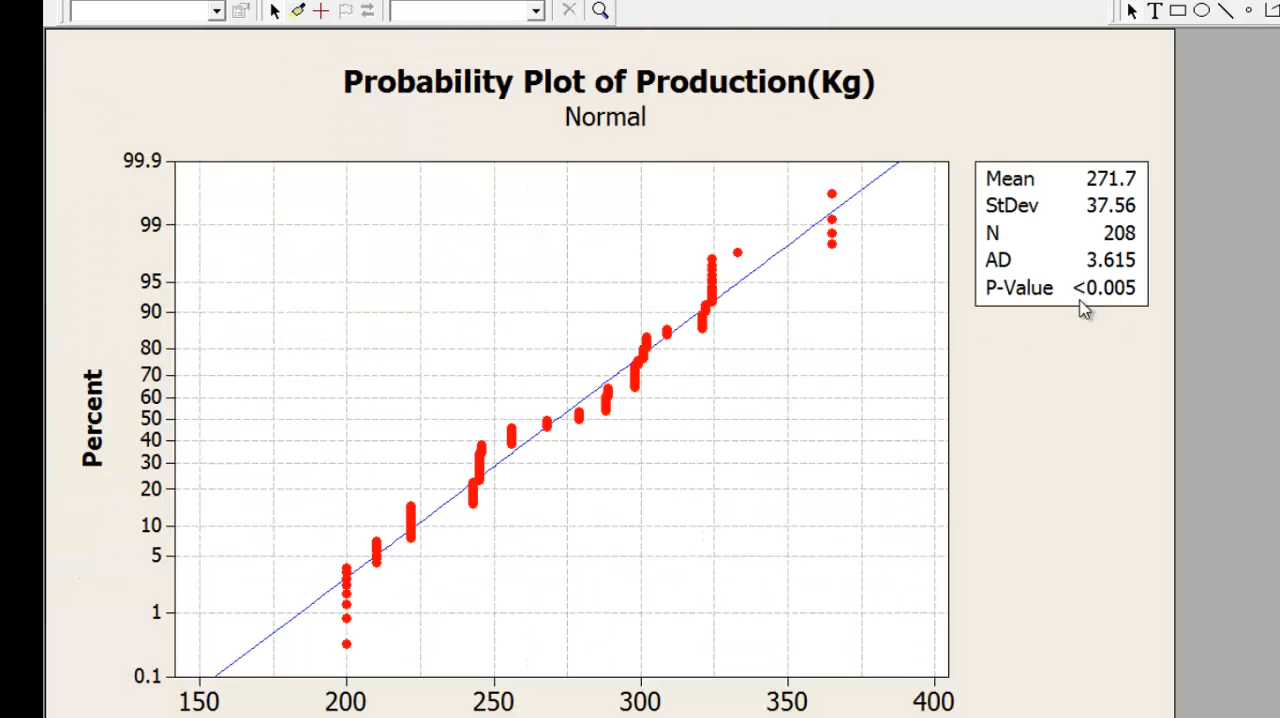 Probability Plot of Production(Kg)
Normal
99.9
99
95
90
80
70
60
50
40
30
20
10
5
1
0.1
Percent
150 200 250 300 350 400
Mean 271.7
StDev 37.56
N 208
AD 3.615
P-Value <0.005